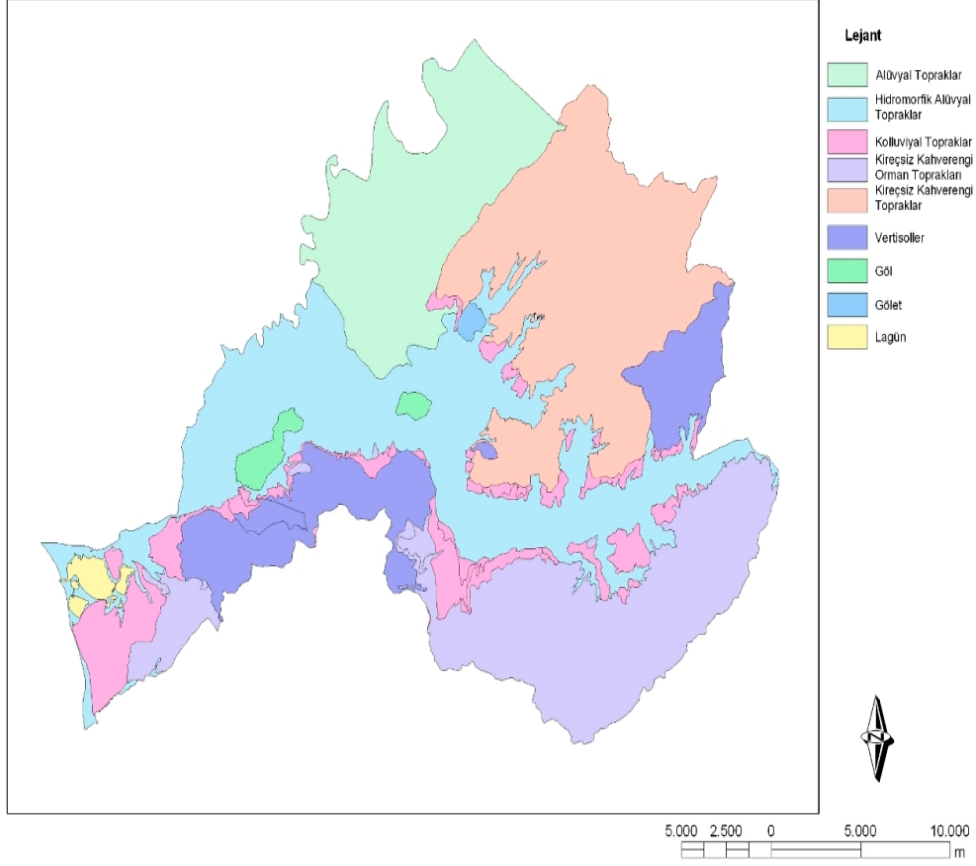 Lejant
Alüvyal Topraklar
Hidromorfik Alüvyal
Topraklar
Kolluviyal Topraklar
Kireçsiz Kahverengi
Orman Toprakları
Kireçsiz Kahverengi
Topraklar
Vertisoller
Göl
Gölet
Lagün
N
5.000 2.500 0 5.000 10.000
m